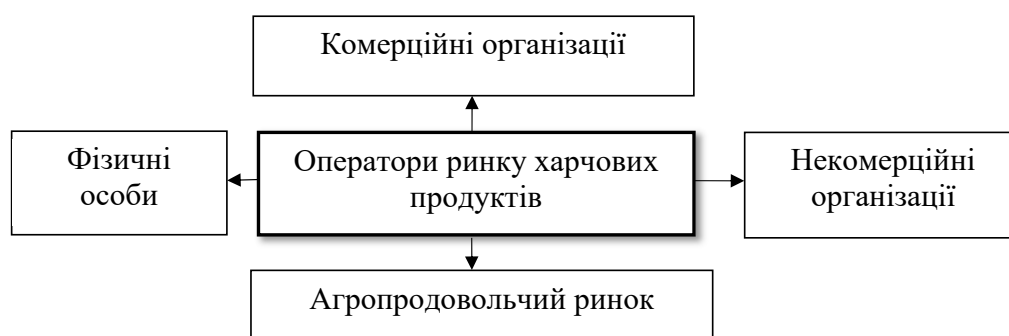 Комерційні організації
Фізичні
особи
Оператори ринку харчових
продуктів
Некомерційні
організації
Агропродовольчий ринок